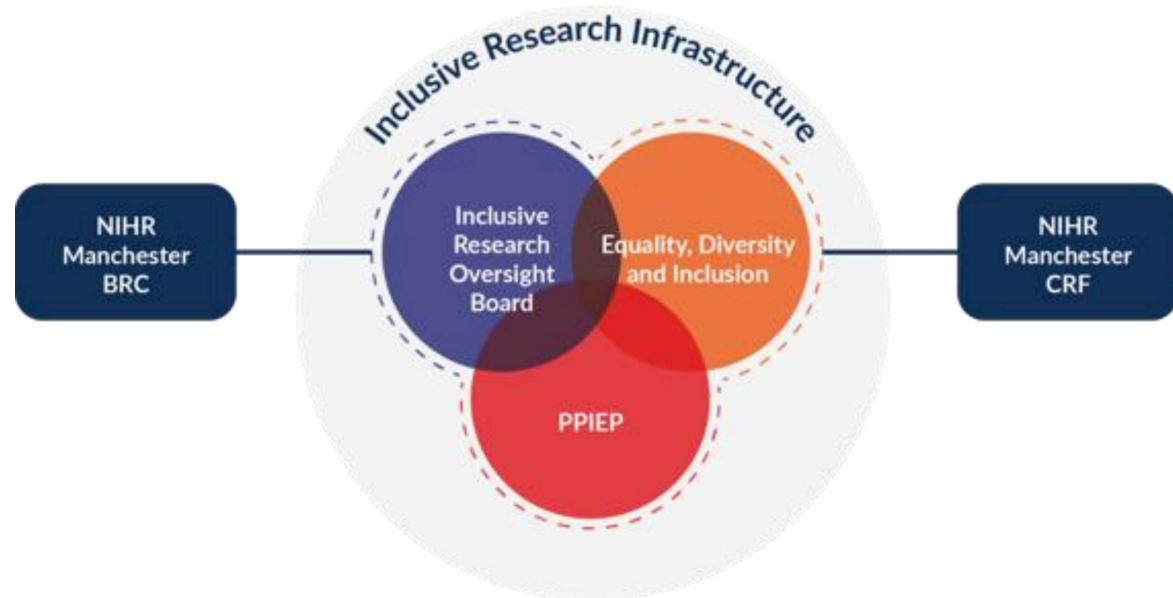 Inclusive Research Infrastructure
NIHR
Manchester
BRC
Inclusive
Research
Oversight
Board
Equality, Diversity
and Inclusion
PPIEP
NIHR
Manchester
CRF